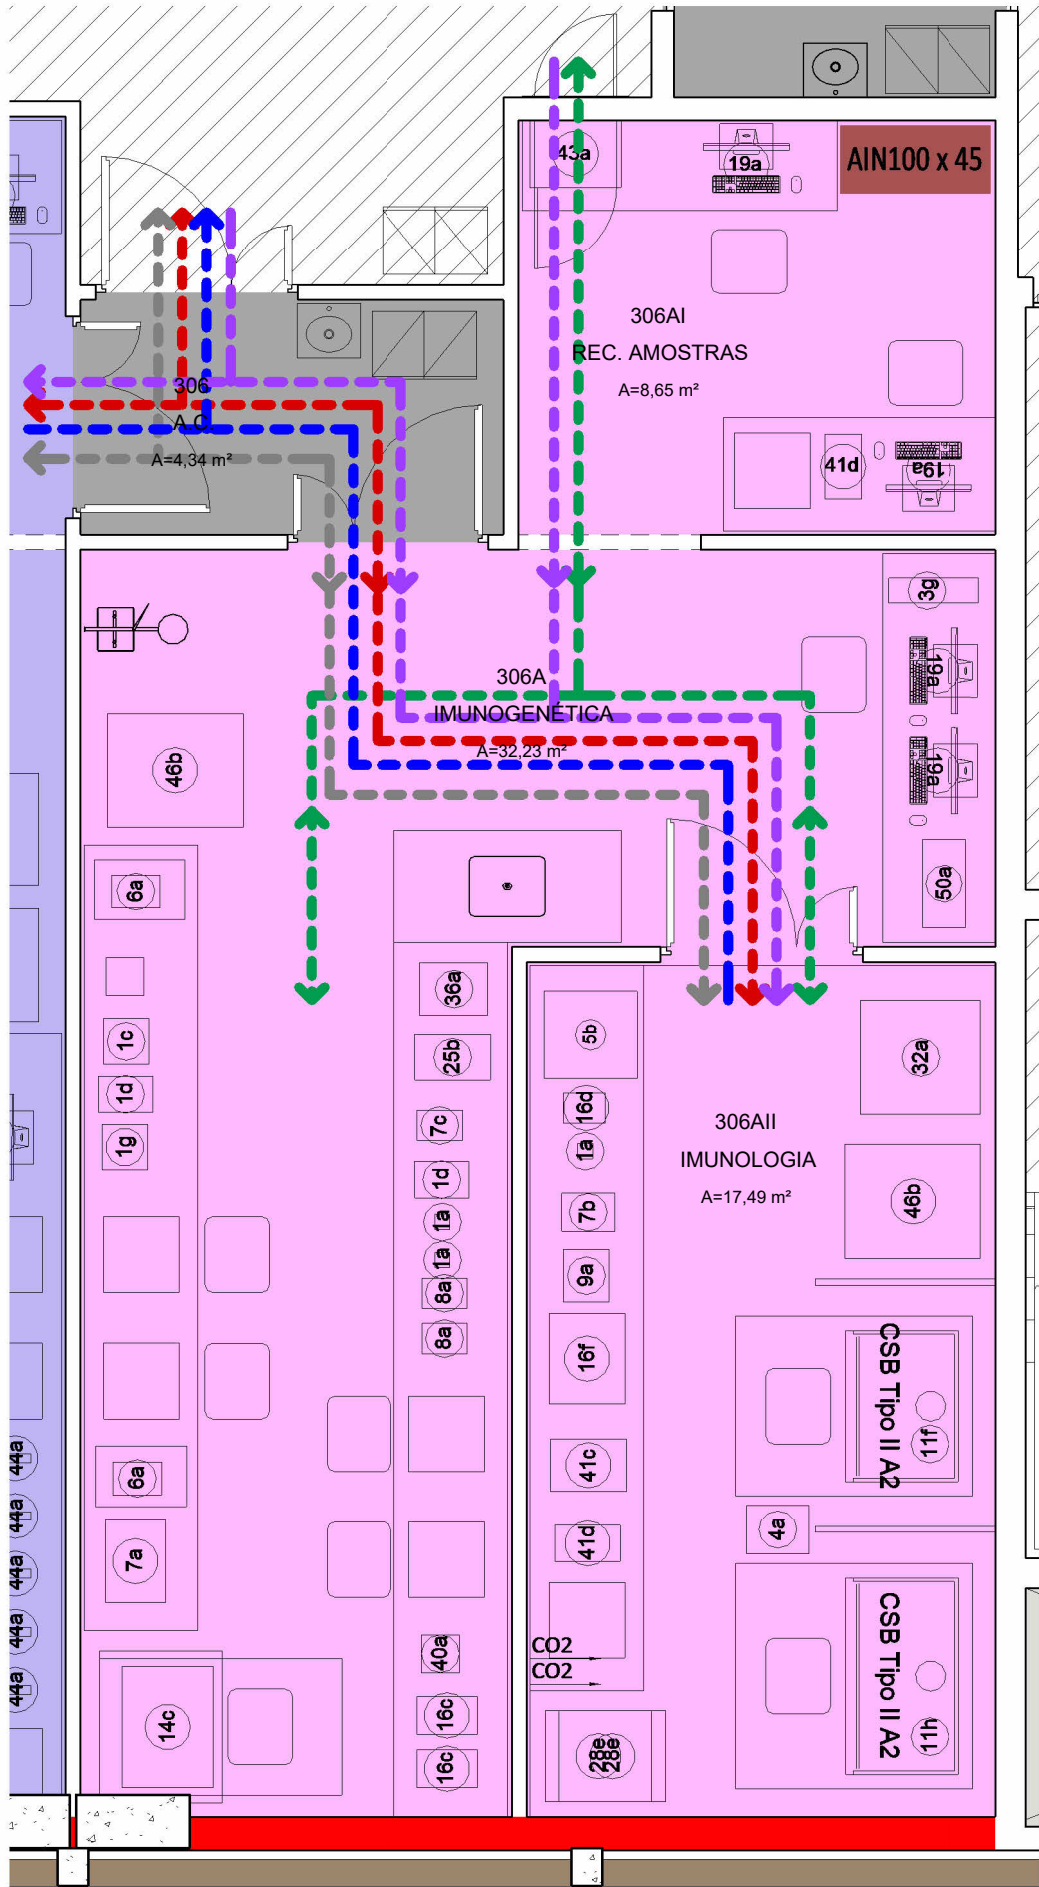 43a
19a
AIN100 x 45
306AI
REC. AMOSTRAS
A=8,65 m²
306
A.C.
A=4,34 m²
41d
19a
3g
19a
19a
50a
306A
IMUNOGENÉTICA
A=32,23 m²
46b
6a
1c
1d
1g
36a
25b
7c
1d
1a
1a
8a
8a
5b
16d
1a
7b
9a
16f
41c
41d
32a
306AII
IMUNOLOGIA
A=17,49 m²
46b
CSB Tipo II A2
11f
4a
CSB Tipo II A2
11h
44a
44a
44a
44a
44a
6a
7a
14c
40a
16c
16c
CO2
CO2
28e
28e